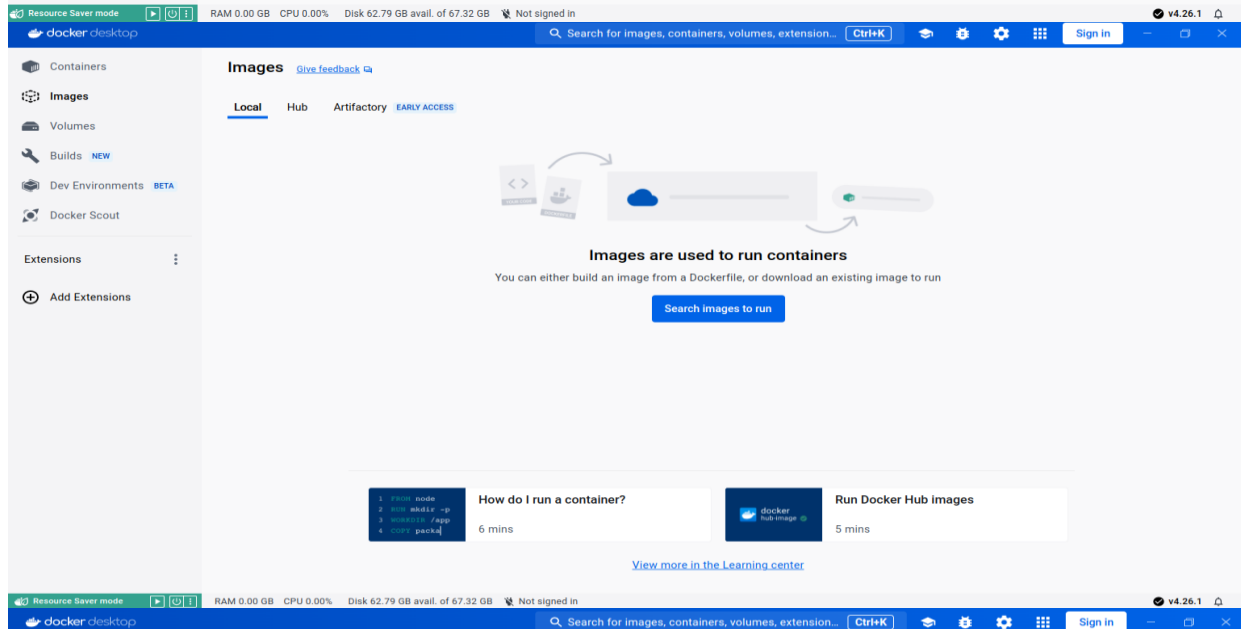 Resource Saver mode RAM 0.00 GB CPU 0.00% Disk 62.79 GB avail. of 67.32 GB Not signed in v4.26.1
docker desktop Search for images, containers, volumes, extension... Ctrl+K Sign in
Containers
Images
Volumes
Builds NEW
Dev Environments BETA
Docker Scout
Extensions
Add Extensions
Images Give feedback
Local Hub Artifactory EARLY ACCESS
Images are used to run containers
You can either build an image from a Dockerfile, or download an existing image to run
Search images to run
1 FROM node
2 RUN mkdir -p
3 WORKDIR /app
4 COPY packa
How do I run a container?
6 mins
docker
hub-image
Run Docker Hub images
5 mins
View more in the Learning center
Resource Saver mode RAM 0.00 GB CPU 0.00% Disk 62.79 GB avail. of 67.32 GB Not signed in v4.26.1
docker desktop Search for images, containers, volumes, extension... Ctrl+K Sign in